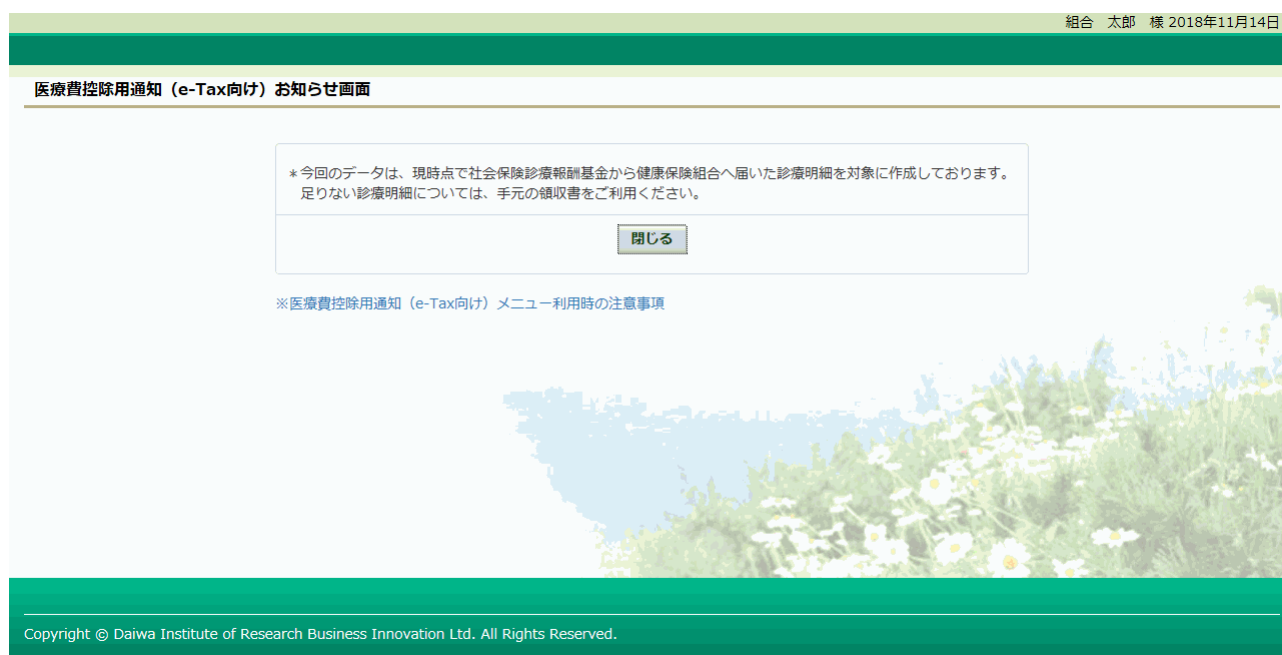 組合　太郎　様 2018年11月14日
医療費控除用通知（e-Tax向け）お知らせ画面
＊今回のデータは、現時点で社会保険診療報酬基金から健康保険組合へ届いた診療明細を対象に作成しております。
足りない診療明細については、手元の領収書をご利用ください。
閉じる
※医療費控除用通知（e-Tax向け）メニュー利用時の注意事項
Copyright © Daiwa Institute of Research Business Innovation Ltd. All Rights Reserved.